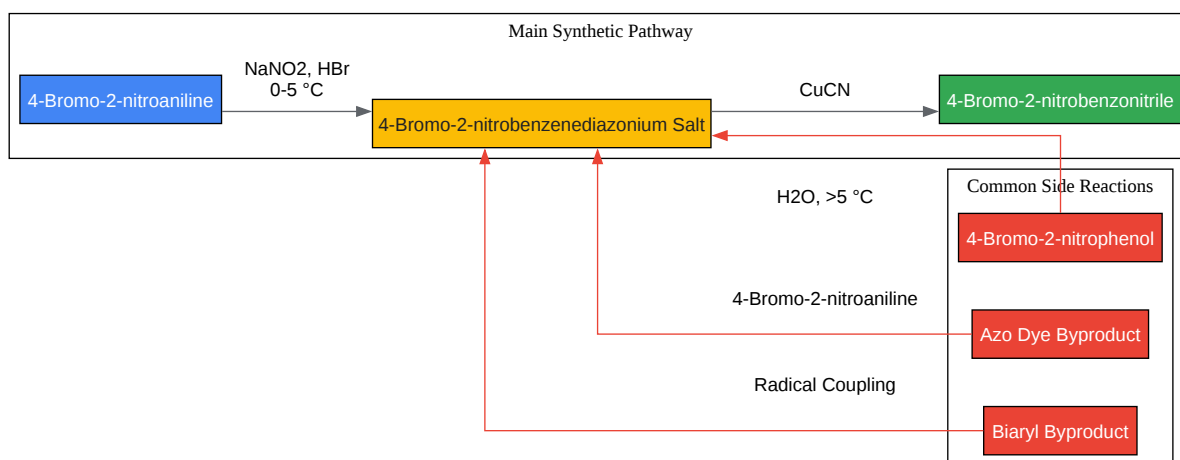 Main Synthetic Pathway
NaNO2, HBr
0-5 °C
4-Bromo-2-nitroaniline
4-Bromo-2-nitrobenzenediazonium Salt
CuCN
4-Bromo-2-nitrobenzonitrile
Common Side Reactions
H2O, >5 °C
4-Bromo-2-nitrophenol
4-Bromo-2-nitroaniline
Azo Dye Byproduct
Radical Coupling
Biaryl Byproduct